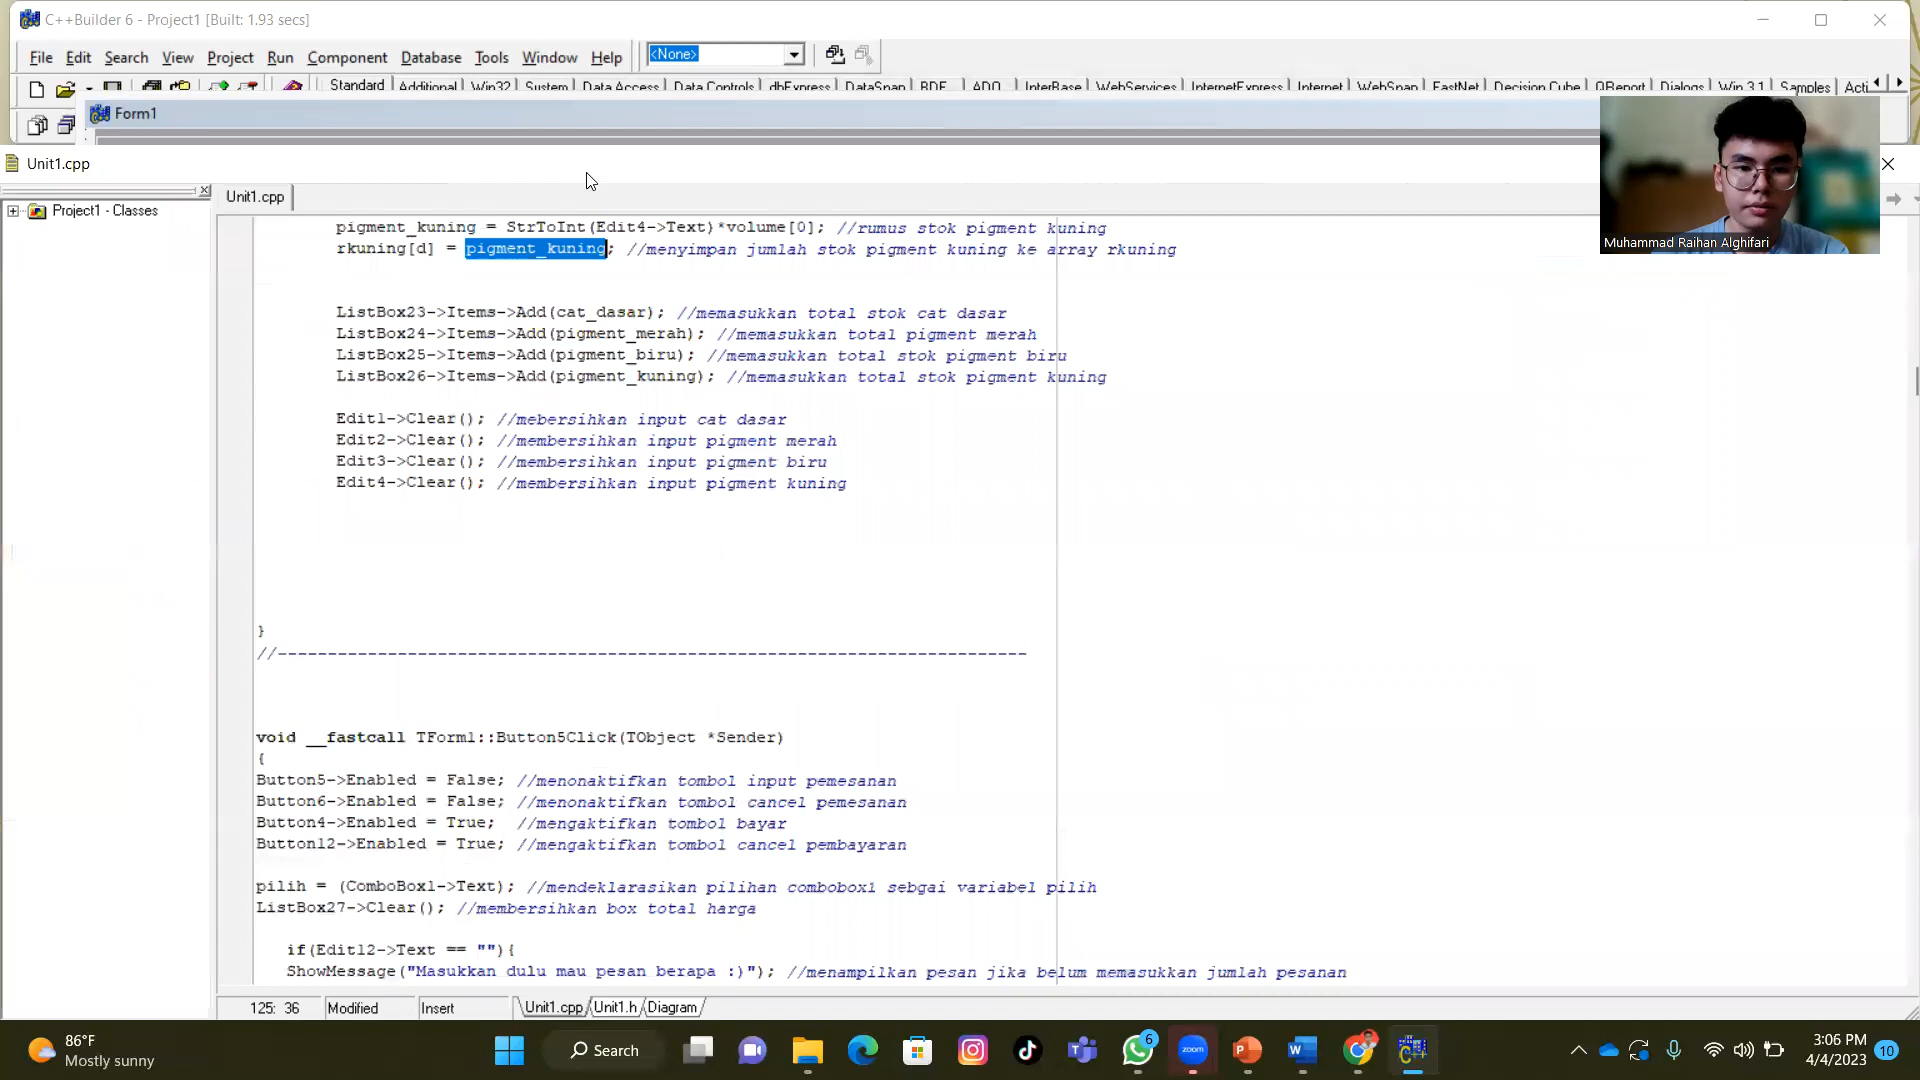 C++Builder 6 - Project1 [Built: 1.93 secs]
File Edit Search View Project Run Component Database Tools Window Help
<None>
Standard Additional Win32 System Data Access Data Controls dbExpress DataSnap BDE ADO InterBase WebServices InternetExpress Internet WebSnap FastNet Decision Cube QReport Dialogs Win 3.1 Samples Acti
Form1
Unit1.cpp
Muhammad Raihan Alghifari
Unit1.cpp
Project1 - Classes
pigment_kuning = StrToInt(Edit4->Text)*volume[0]; //rumus stok pigment kuning
rkuning[d] = pigment_kuning; //menyimpan jumlah stok pigment kuning ke array rkuning
ListBox23->Items->Add(cat_dasar); //memasukkan total stok cat dasar
ListBox24->Items->Add(pigment_merah); //memasukkan total pigment merah
ListBox25->Items->Add(pigment_biru); //memasukkan total stok pigment biru
ListBox26->Items->Add(pigment_kuning); //memasukkan total stok pigment kuning
Edit1->Clear(); //mebersihkan input cat dasar
Edit2->Clear(); //membersihkan input pigment merah
Edit3->Clear(); //membersihkan input pigment biru
Edit4->Clear(); //membersihkan input pigment kuning
}
//---------------------------------------------------------------------------
void __fastcall TForm1::Button5Click(TObject *Sender)
{
Button5->Enabled = False; //menonaktifkan tombol input pemesanan
Button6->Enabled = False; //menonaktifkan tombol cancel pemesanan
Button4->Enabled = True; //mengaktifkan tombol bayar
Button12->Enabled = True; //mengaktifkan tombol cancel pembayaran
pilih = (ComboBox1->Text); //mendeklarasikan pilihan combobox1 sebgai variabel pilih
ListBox27->Clear(); //membersihkan box total harga
if(Edit12->Text == ""){
ShowMessage("Masukkan dulu mau pesan berapa :)"); //menampilkan pesan jika belum memasukkan jumlah pesanan
125: 36 Modified Insert Unit1.cpp Unit1.h Diagram
86°F
Mostly sunny
Search
6
zoom
3:06 PM
4/4/2023
10